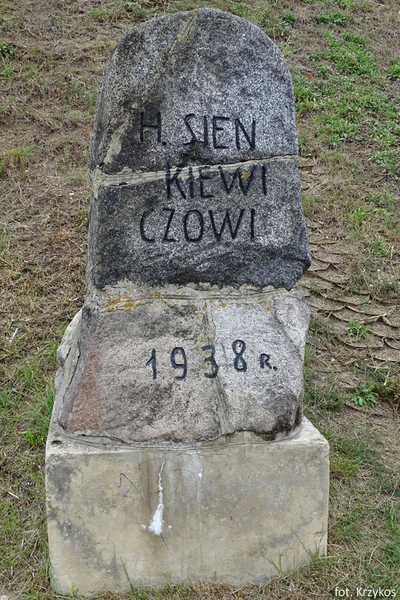 H. SIEN
KIEWI
CZOWI
1938 R.
fot. Krzykos